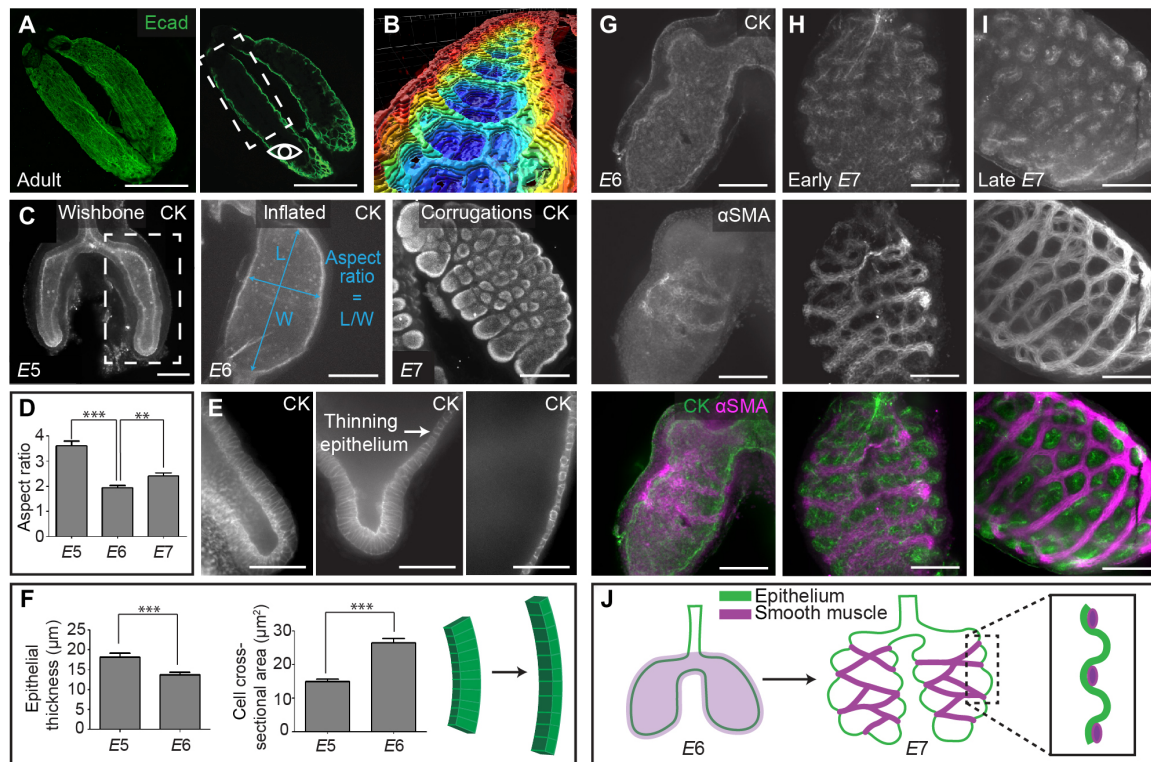 A
Ecad
Adult
B
C
Wishbone
CK
E5
Inflated
CK
L
W
Aspect
ratio
=
L/W
E6
Corrugations
CK
E7
D
***
**
Aspect ratio
4
3
2
1
0
E5
E6
E7
E
CK
Thinning
epithelium
CK
CK
F
Epithelial
thickness (µm)
30
20
10
0
***
E5
E6
Cell cross-
sectional area (µm²)
30
20
10
0
***
E5
E6
G
CK
E6
H
Early E7
I
Late E7
αSMA
CK αSMA
J
Epithelium
Smooth muscle
E6
E7